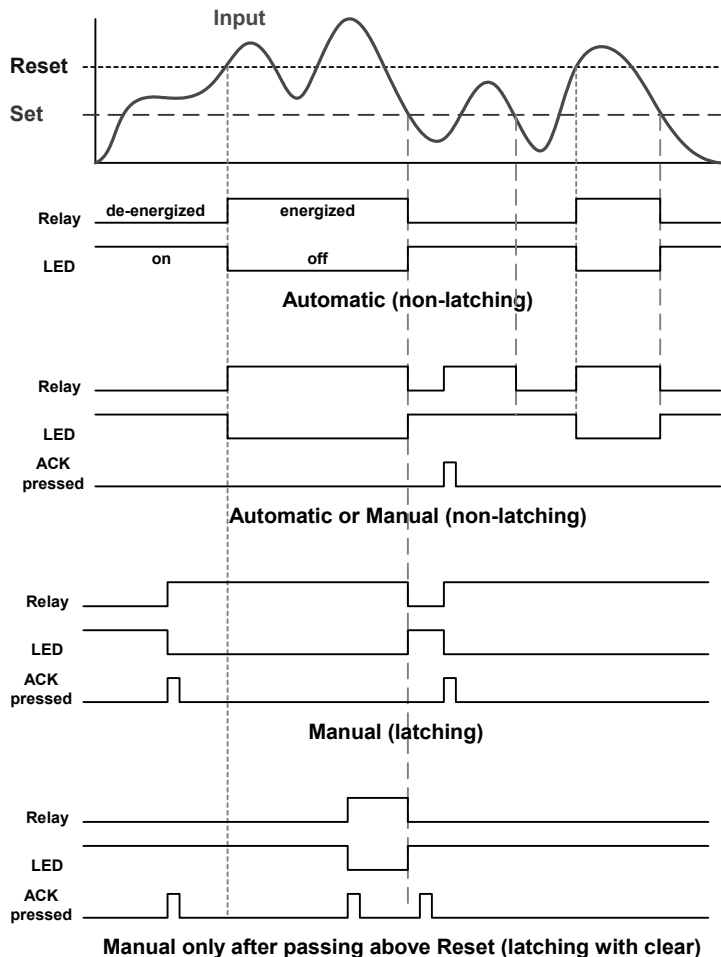 Input
Reset
Set
de-energized energized
Relay
LED
on off
Automatic (non-latching)
Relay
LED
ACK
pressed
Automatic or Manual (non-latching)
Relay
LED
ACK
pressed
Manual (latching)
Relay
LED
ACK
pressed
Manual only after passing above Reset (latching with clear)